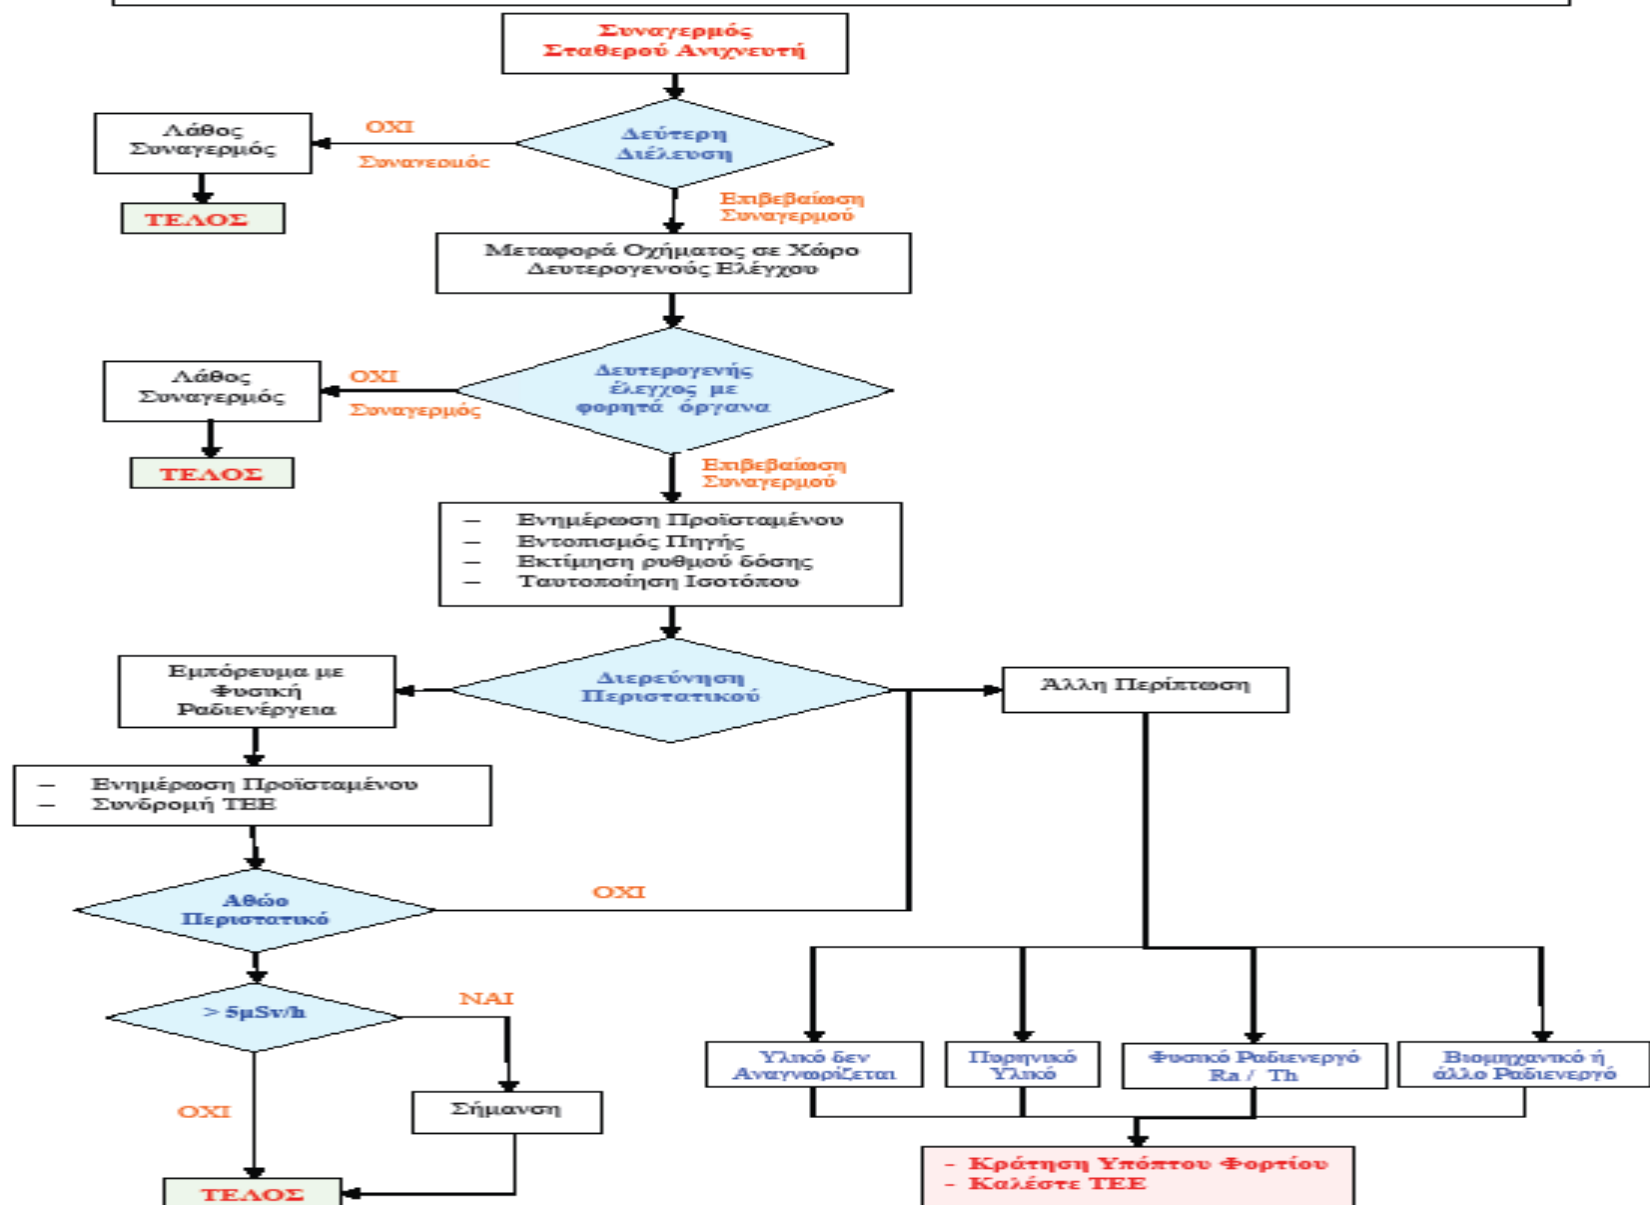 Συναγερμός
Σταθερού Ανιχνευτή
Δεύτερη
Διέλευση
ΟΧΙ
Συναγερμός
Λάθος
Συναγερμός
ΤΕΛΟΣ
Επιβεβαίωση
Συναγερμού
Μεταφορά Οχήματος σε Χώρο
Δευτερογενούς Ελέγχου
Δευτερογενής
έλεγχος με
φορητά όργανα
ΟΧΙ
Συναγερμός
Λάθος
Συναγερμός
ΤΕΛΟΣ
Επιβεβαίωση
Συναγερμού
– Ενημέρωση Προϊσταμένου
– Εντοπισμός Πηγής
– Εκτίμηση ρυθμού δόσης
– Ταυτοποίηση Ισοτόπου
Διερεύνηση
Περιστατικού
Εμπόρευμα με
Φυσική
Ραδιενέργεια
Άλλη Περίπτωση
– Ενημέρωση Προϊσταμένου
– Συνδρομή ΤΕΕ
Αθώο
Περιστατικό
ΟΧΙ
> 5μSv/h
ΝΑΙ
ΟΧΙ
Σήμανση
ΤΕΛΟΣ
Υλικό δεν
Αναγνωρίζεται
Πυρηνικό
Υλικό
Φυσικό Ραδιενεργό
Ra / Th
Βιομηχανικό ή
άλλο Ραδιενεργό
- Κράτηση Υπόπτου Φορτίου
- Καλέστε ΤΕΕ